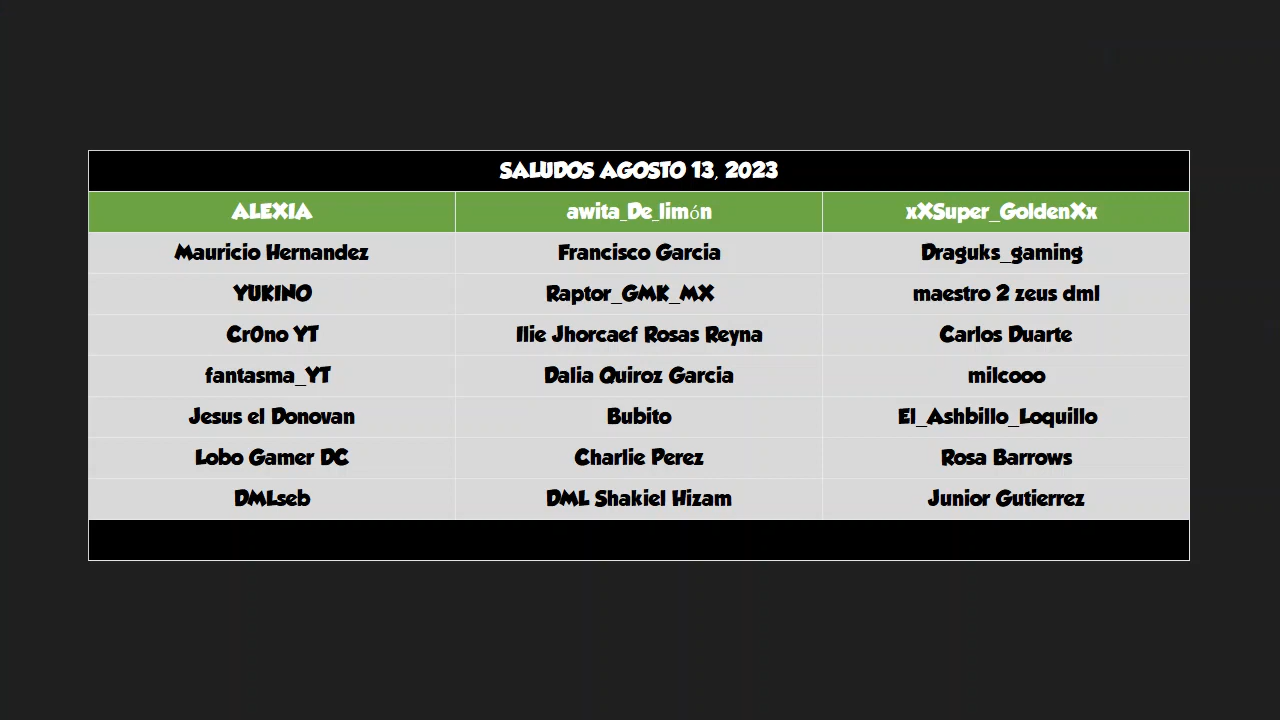 SALUDOS AGOSTO 13, 2023
ALEXIA awita_De_limón xXSuper_GoldenXx
Mauricio Hernandez Francisco Garcia Draguks_gaming
YUKINO Raptor_GMK_MX maestro 2 zeus dml
Cr0no YT Ilie Jhorcaef Rosas Reyna Carlos Duarte
fantasma_YT Dalia Quiroz Garcia milcooo
Jesus el Donovan Bubito El_Ashbillo_Loquillo
Lobo Gamer DC Charlie Perez Rosa Barrows
DMLseb DML Shakiel Hizam Junior Gutierrez